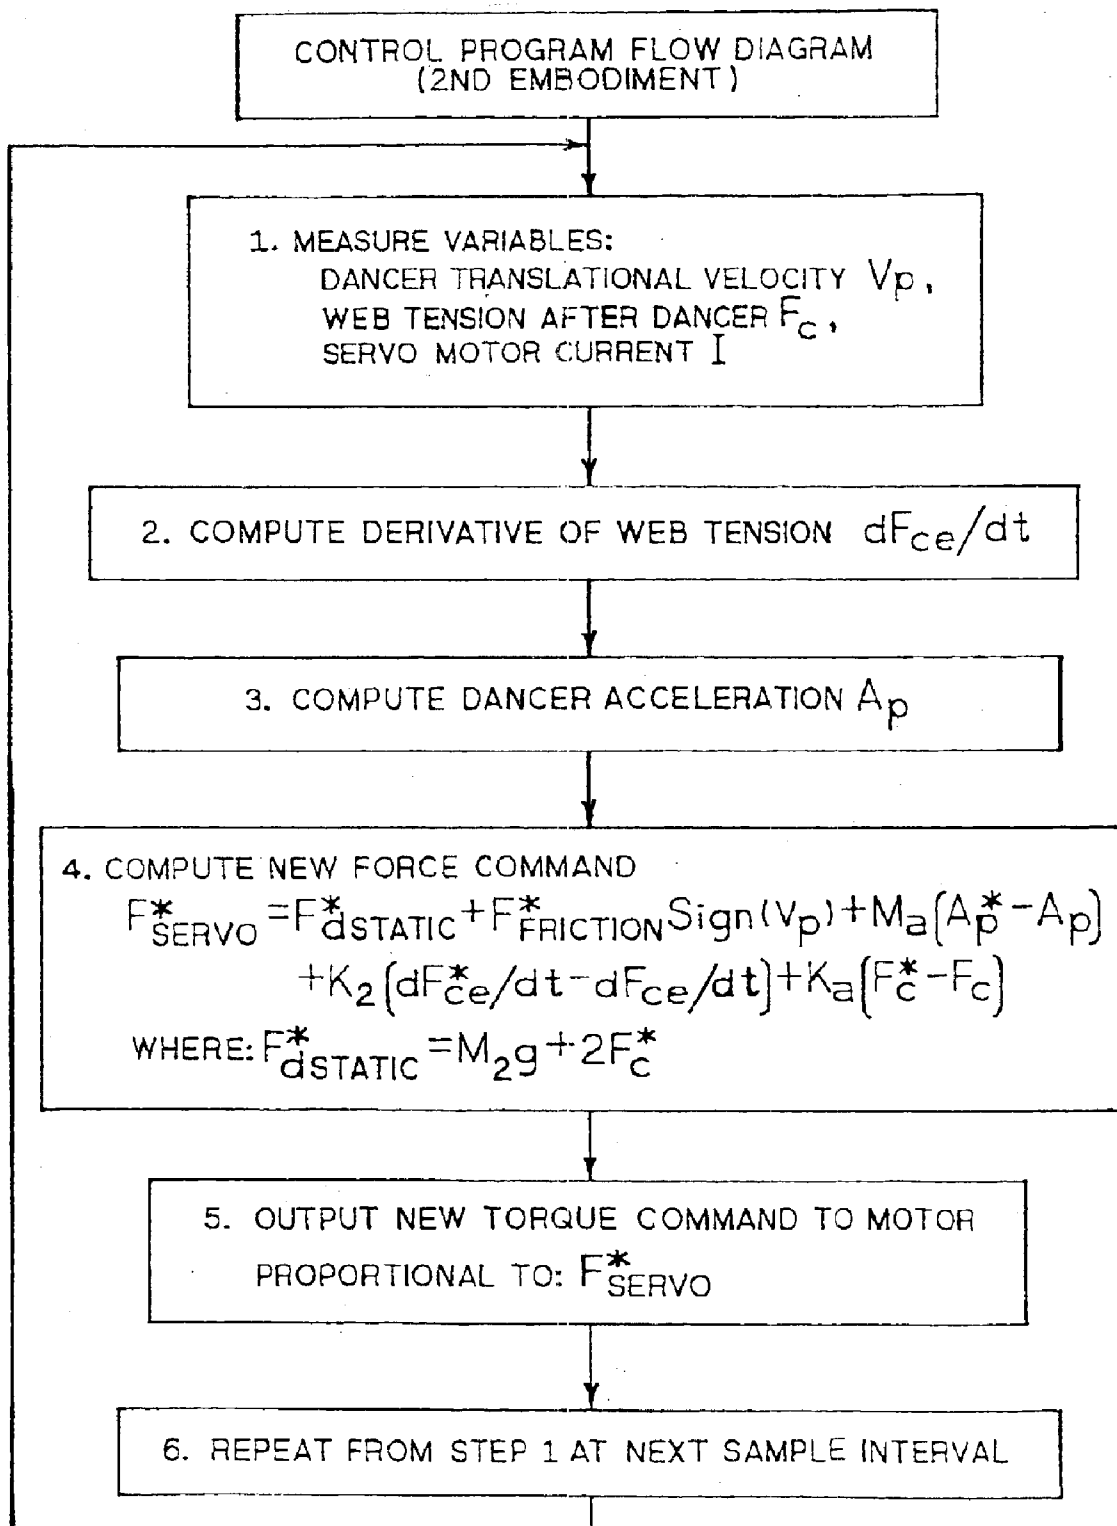 CONTROL PROGRAM FLOW DIAGRAM
(2ND EMBODIMENT)
1. MEASURE VARIABLES:
DANCER TRANSLATIONAL VELOCITY Vp,
WEB TENSION AFTER DANCER Fc,
SERVO MOTOR CURRENT I
2. COMPUTE DERIVATIVE OF WEB TENSION dFce/dt
3. COMPUTE DANCER ACCELERATION Ap
4. COMPUTE NEW FORCE COMMAND
F*SERVO=F*dSTATIC+F*FRICTIONSign(Vp)+Ma(A*p-Ap)
+K2(dF*ce/dt-dFce/dt)+Ka(F*c-Fc)
WHERE: F*dSTATIC=M2g+2F*c
5. OUTPUT NEW TORQUE COMMAND TO MOTOR
PROPORTIONAL TO: F*SERVO
6. REPEAT FROM STEP 1 AT NEXT SAMPLE INTERVAL